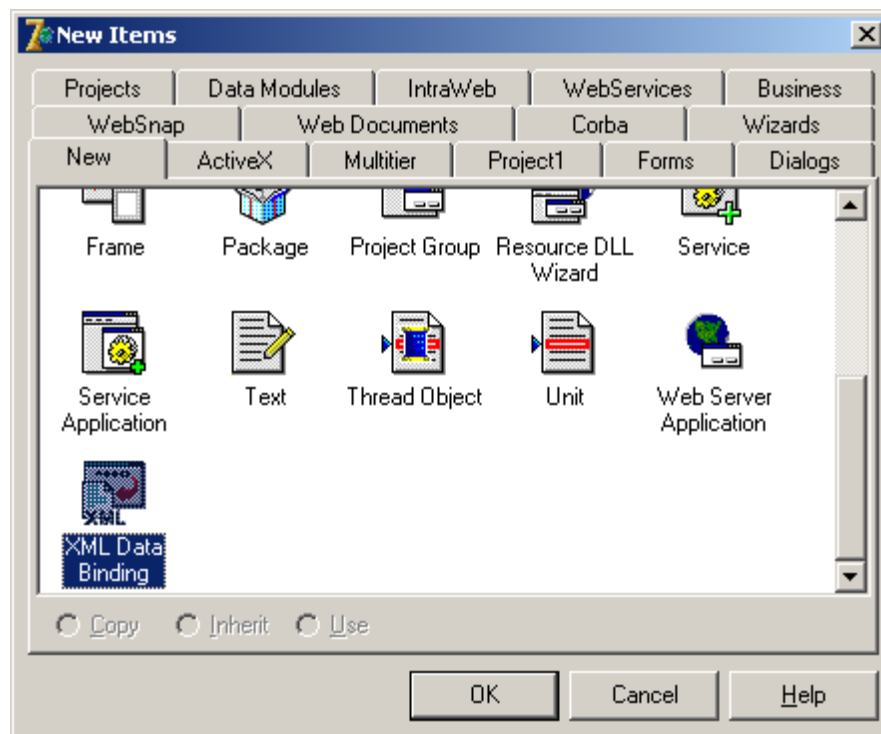 7 New Items
Projects Data Modules IntraWeb WebServices Business
WebSnap Web Documents Corba Wizards
New ActiveX Multitier Project1 Forms Dialogs
Frame Package Project Group Resource DLL Wizard Service
Service Application Text Thread Object Unit Web Server Application
XML
XML Data Binding
Copy Inherit Use
OK Cancel Help